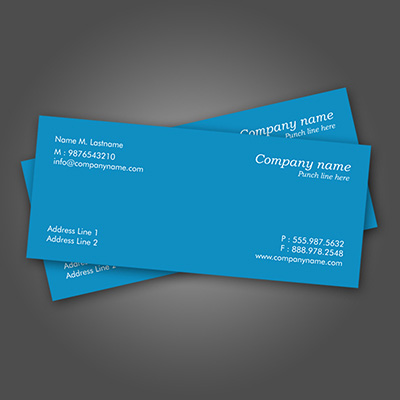 Company name
Punch line here
Name M. Lastname
M : 9876543210
info@companyname.com
Company name
Punch line here
Address Line 1
Address Line 2
P : 555.987.5632
F : 888.978.2548
www.companyname.com